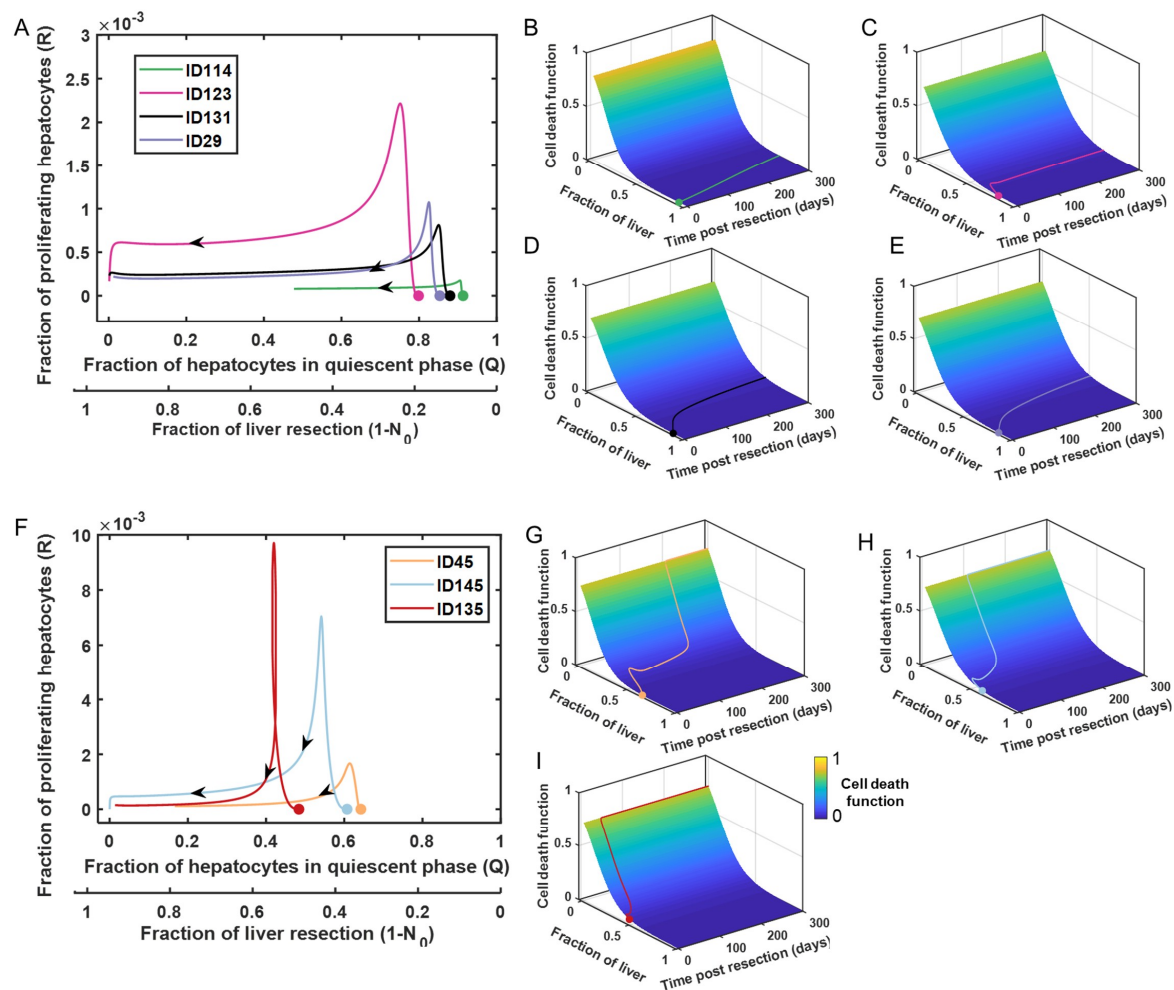 A
×10⁻³
Fraction of proliferating hepatocytes (R)
3
2.5
2
1.5
1
0.5
0
ID114
ID123
ID131
ID29
0 0.2 0.4 0.6 0.8 1
Fraction of hepatocytes in quiescent phase (Q)
1 0.8 0.6 0.4 0.2 0
Fraction of liver resection (1-N₀)
B
Cell death function
1
0.5
0
0
0.5
1
Fraction of liver
0 100 200 300
Time post resection (days)
C
Cell death function
1
0.5
0
0
0.5
1
Fraction of liver
0 100 200 300
Time post resection (days)
D
Cell death function
1
0.5
0
0
0.5
1
Fraction of liver
0 100 200 300
Time post resection (days)
E
Cell death function
1
0.5
0
0
0.5
1
Fraction of liver
0 100 200 300
Time post resection (days)
F
×10⁻³
Fraction of proliferating hepatocytes (R)
10
8
6
4
2
0
ID45
ID145
ID135
0 0.2 0.4 0.6 0.8 1
Fraction of hepatocytes in quiescent phase (Q)
1 0.8 0.6 0.4 0.2 0
Fraction of liver resection (1-N₀)
G
Cell death function
1
0.5
0
0
0.5
1
Fraction of liver
0 100 200 300
Time post resection (days)
H
Cell death function
1
0.5
0
0
0.5
1
Fraction of liver
0 100 200 300
Time post resection (days)
I
Cell death function
1
0.5
0
0
0.5
1
Fraction of liver
0 100 200 300
Time post resection (days)
1
Cell death
function
0